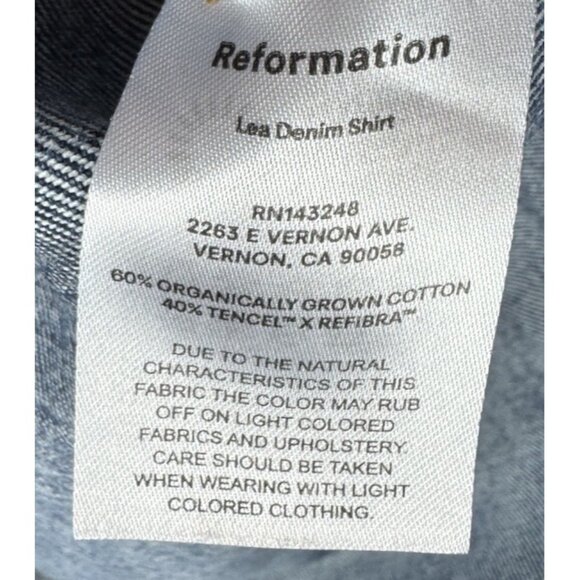 Reformation
Lea Denim Shirt
RN143248
2263 E VERNON AVE.
VERNON, CA 90058
60% ORGANICALLY GROWN COTTON
40% TENCEL™ X REFIBRA™
DUE TO THE NATURAL
CHARACTERISTICS OF THIS
FABRIC THE COLOR MAY RUB
OFF ON LIGHT COLORED
FABRICS AND UPHOLSTERY.
CARE SHOULD BE TAKEN
WHEN WEARING WITH LIGHT
COLORED CLOTHING.